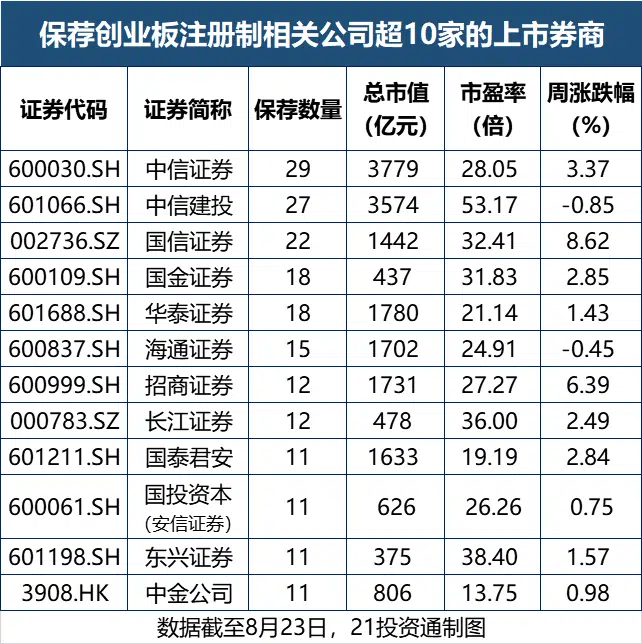 保荐创业板注册制相关公司超10家的上市券商
证券代码 证券简称 保荐数量 总市值（亿元） 市盈率（倍） 周涨跌幅（%）
600030.SH 中信证券 29 3779 28.05 3.37
601066.SH 中信建投 27 3574 53.17 -0.85
002736.SZ 国信证券 22 1442 32.41 8.62
600109.SH 国金证券 18 437 31.83 2.85
601688.SH 华泰证券 18 1780 21.14 1.43
600837.SH 海通证券 15 1702 24.91 -0.45
600999.SH 招商证券 12 1731 27.27 6.39
000783.SZ 长江证券 12 478 36.00 2.49
601211.SH 国泰君安 11 1633 19.19 2.84
600061.SH 国投资本（安信证券） 11 626 26.26 0.75
601198.SH 东兴证券 11 375 38.40 1.57
3908.HK 中金公司 11 806 13.75 0.98
数据截至8月23日，21投资通制图